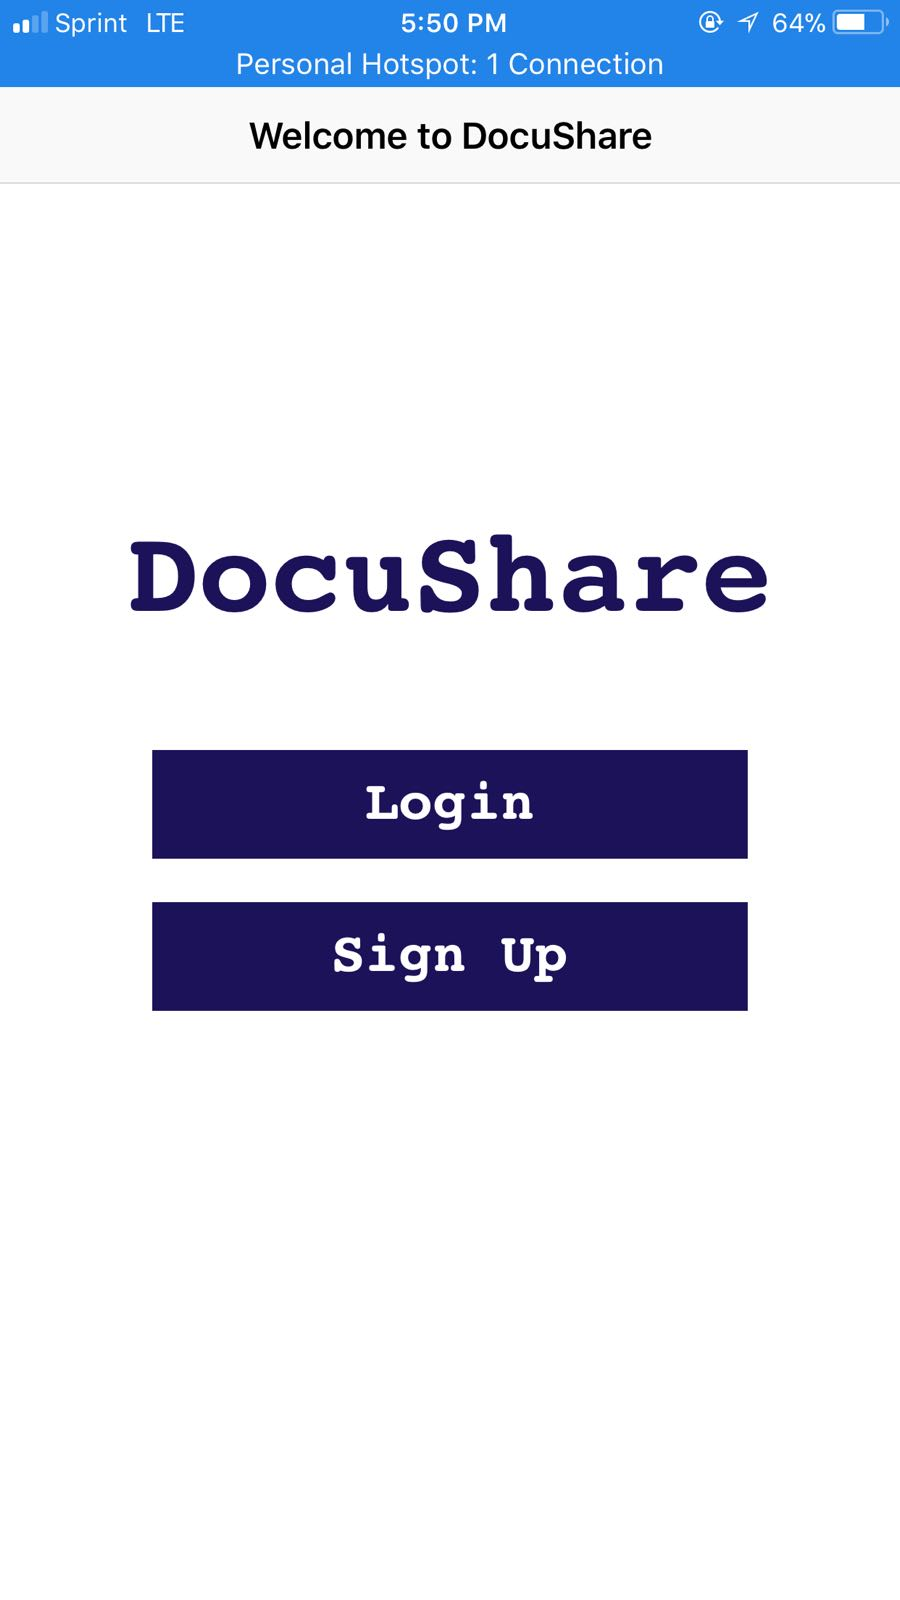 Sprint LTE 5:50 PM 64%
Personal Hotspot: 1 Connection
Welcome to DocuShare
DocuShare
Login
Sign Up